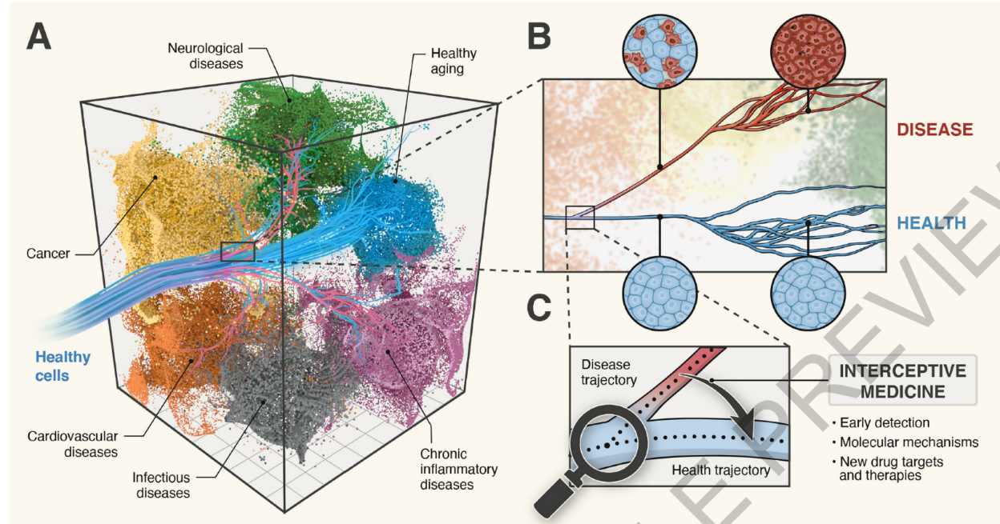 A
Neurological
diseases
Healthy
aging
Cancer
Healthy
cells
Cardiovascular
diseases
Infectious
diseases
Chronic
inflammatory
diseases
B
DISEASE
HEALTH
C
Disease
trajectory
Health trajectory
INTERCEPTIVE
MEDICINE
• Early detection
• Molecular mechanisms
• New drug targets
and therapies
PREVIEW